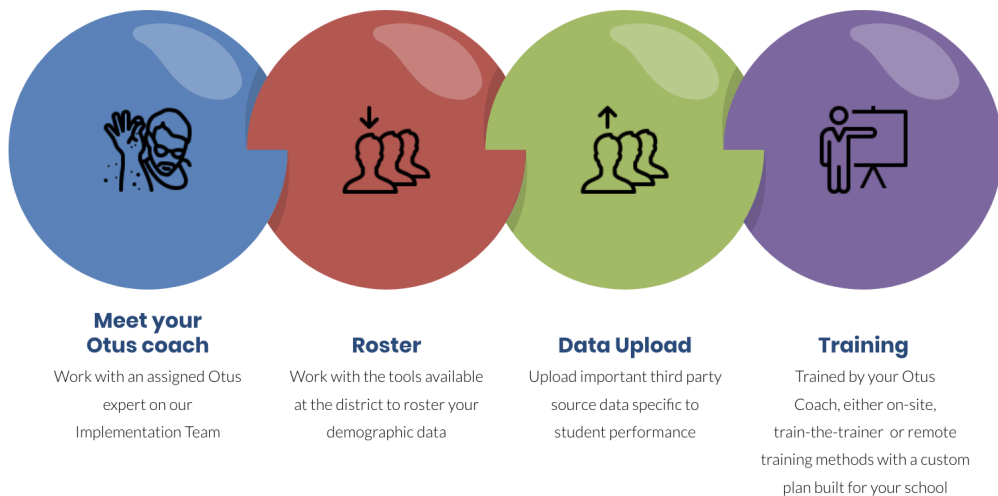 Meet your
Otus coach
Work with an assigned Otus
expert on our
Implementation Team
Roster
Work with the tools available
at the district to roster your
demographic data
Data Upload
Upload important third party
source data specific to
student performance
Training
Trained by your Otus
Coach, either on-site,
train-the-trainer or remote
training methods with a custom
plan built for your school